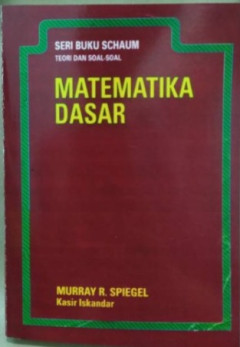 SERI BUKU SCHAUM
TEORI DAN SOAL-SOAL
MATEMATIKA
DASAR
MURRAY R. SPIEGEL
Kasir Iskandar